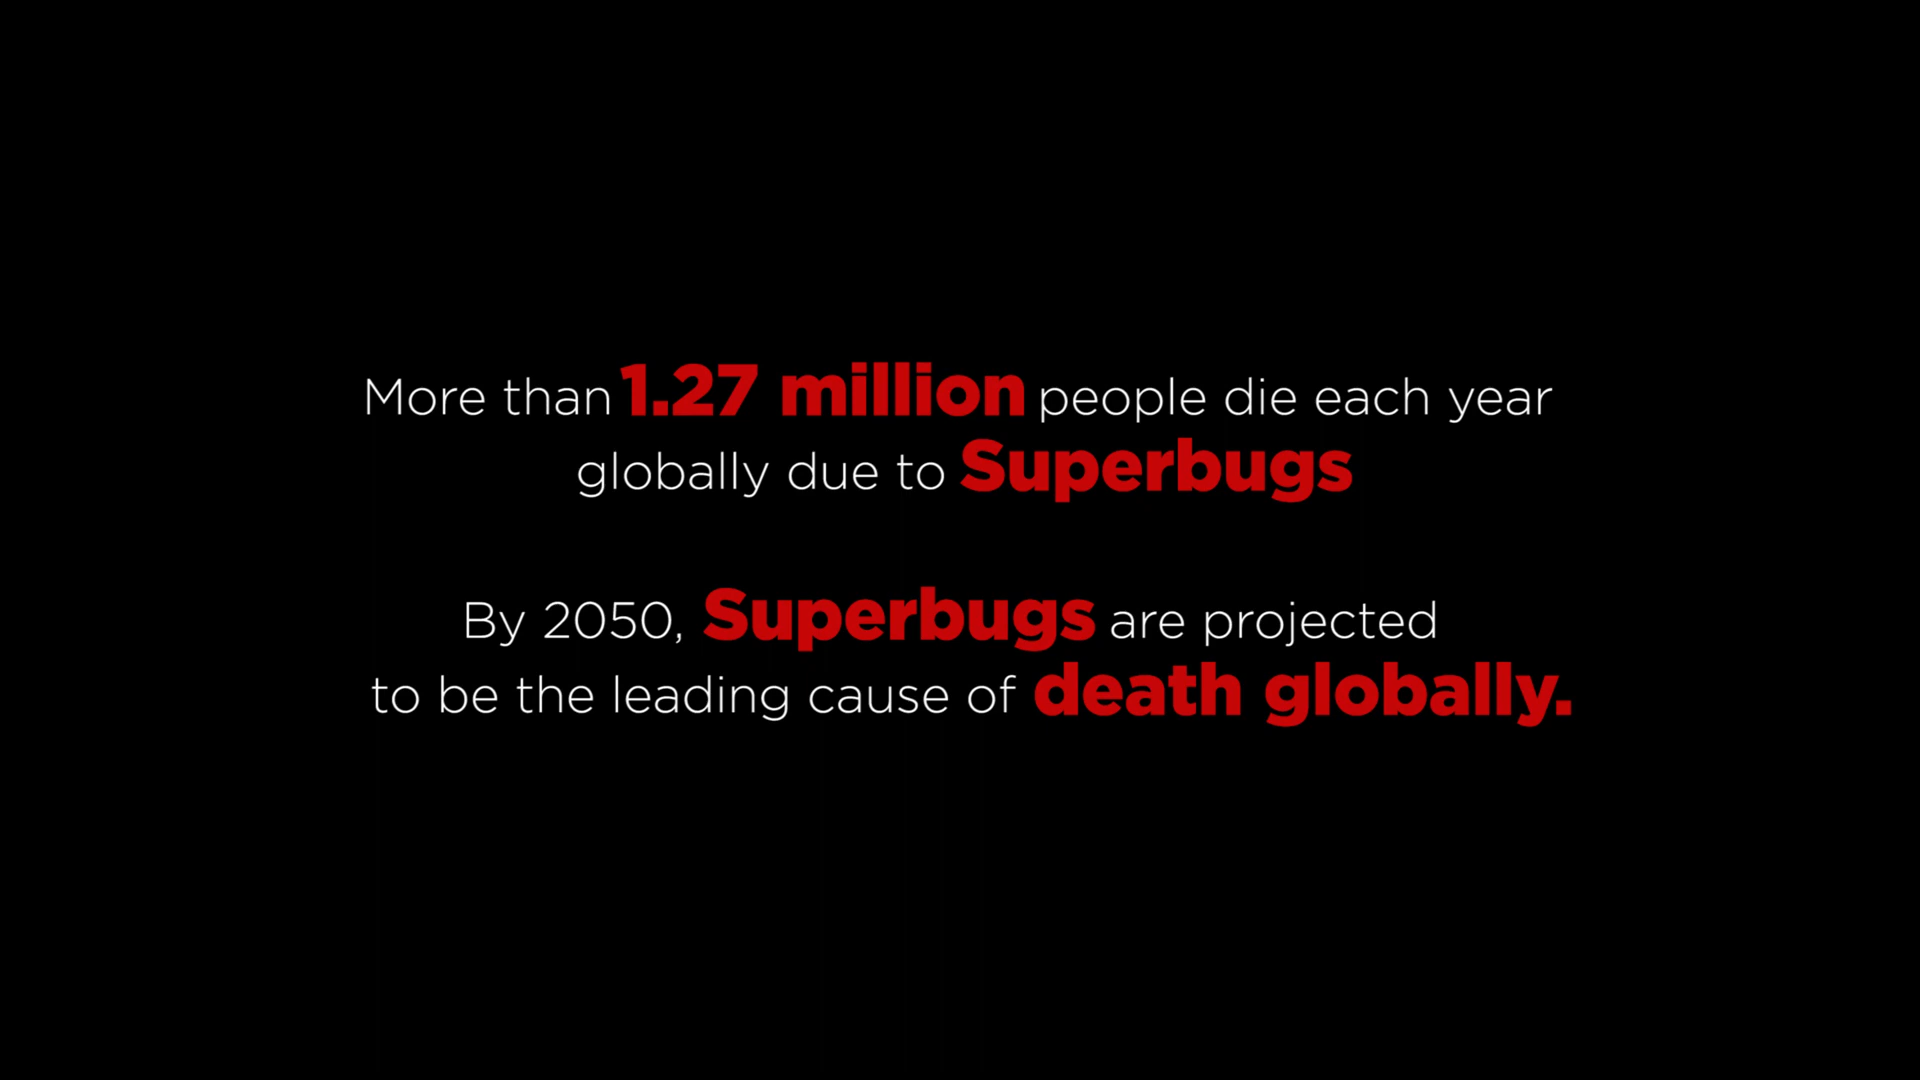 More than 1.27 million people die each year
globally due to Superbugs
By 2050, Superbugs are projected
to be the leading cause of death globally.